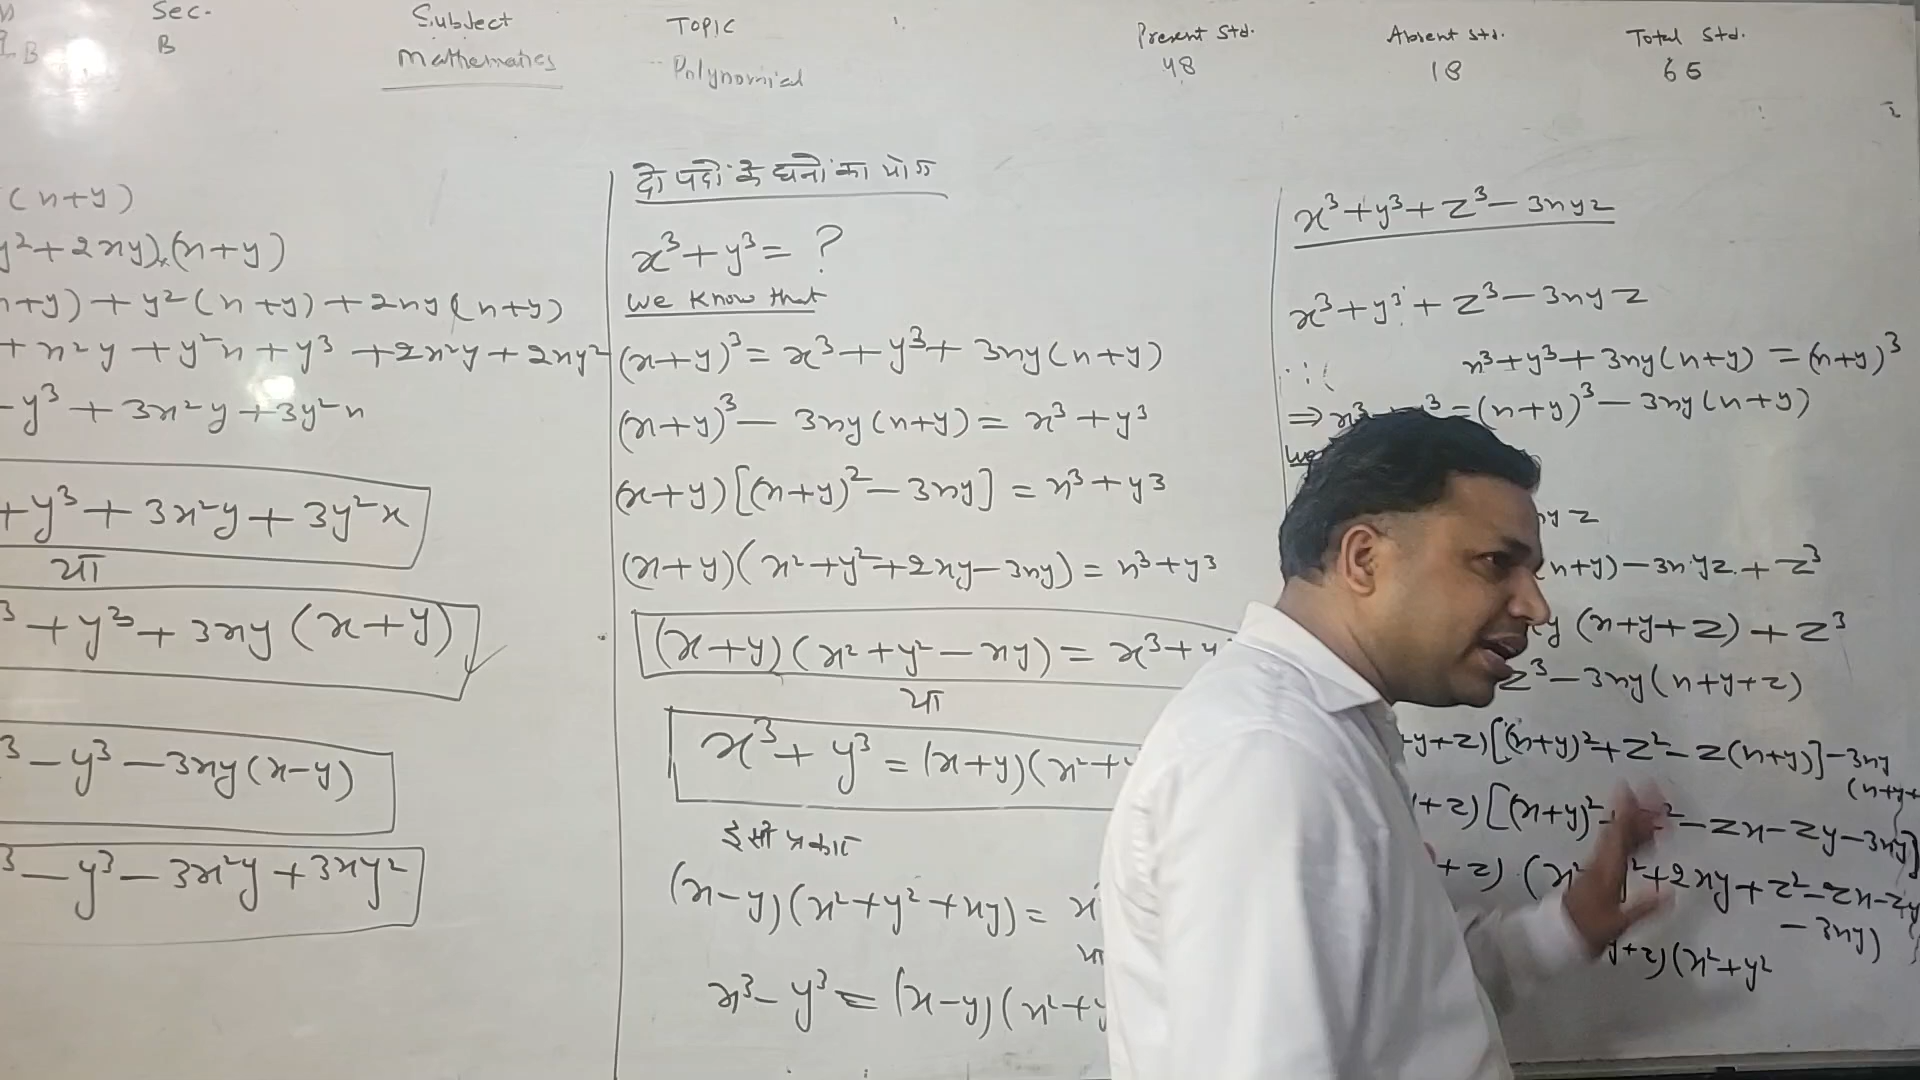 Sec. Subject TOPIC Present Std. Absent Std. Total Std.
B B Mathematics Polynomial 48 18 65
(x+y)
y²+2xy)×(x+y)
x+y)+y²(x+y)+2xy(x+y)
+x²y+y²x+y³+2x²y+2xy²
-y³+3x²y+3y²x
+y³+3x²y+3y²x
या
³+y³+3xy(x+y)
³-y³-3xy(x-y)
³-y³-3x²y+3xy²
दो पदों के घनों का योग
x³+y³=?
We know that
(x+y)³=x³+y³+3xy(x+y)
(x+y)³-3xy(x+y)=x³+y³
(x+y)[(x+y)²-3xy]=x³+y³
(x+y)(x²+y²+2xy-3xy)=x³+y³
(x+y)(x²+y²-xy)=x³+y
या
x³+y³=(x+y)(x²+y
इसी प्रकार
(x-y)(x²+y²+xy)=x
या
x³-y³=(x-y)(x²+y
x³+y³+z³-3xyz
x³+y³+z³-3xyz
∵ x³+y³+3xy(x+y)=(x+y)³
⇒x³+y³=(x+y)³-3xy(x+y)
We
xyz
(x+y)-3xyz+z³
xy(x+y+z)+z³
z³-3xy(x+y+z)
+y+z)[(x+y)²+z²-z(x+y)]-3xy
(x+y+
+z)[(x+y)²+z²-zx-zy-3xy]
+z)(x²+y²+2xy+z²-zx-zy
-3xy)
y+z)(x²+y²